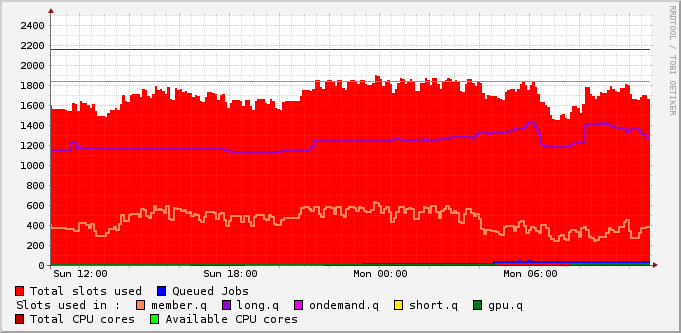 2400
2200
2000
1800
1600
1400
1200
1000
800
600
400
200
0
Sun 12:00 Sun 18:00 Mon 00:00 Mon 06:00
RRDTOOL / TOBI OETIKER
Total slots used Queued Jobs
Slots used in : member.q long.q ondemand.q short.q gpu.q
Total CPU cores Available CPU cores